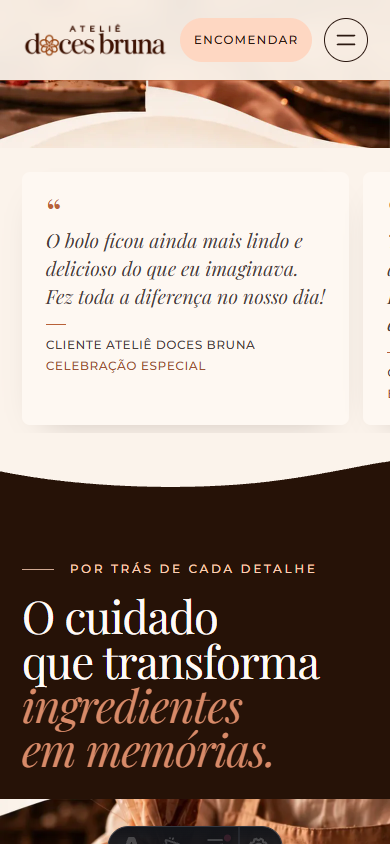 ATELIÊ
doces bruna
ENCOMENDAR
“
O bolo ficou ainda mais lindo e
delicioso do que eu imaginava.
Fez toda a diferença no nosso dia!
CLIENTE ATELIÊ DOCES BRUNA
CELEBRAÇÃO ESPECIAL
POR TRÁS DE CADA DETALHE
O cuidado
que transforma
ingredientes
em memórias.